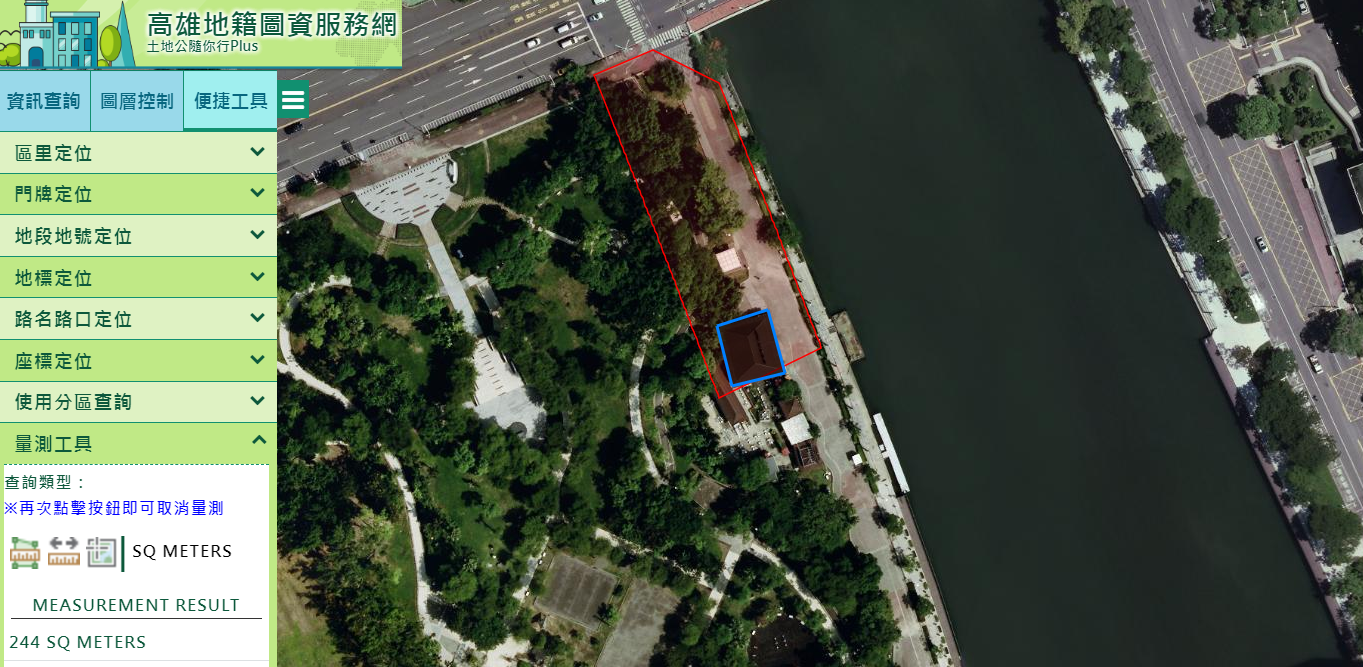 高雄地籍圖資服務網
土地公隨你行Plus
資訊查詢
圖層控制
便捷工具
區里定位
門牌定位
地段地號定位
地標定位
路名路口定位
座標定位
使用分區查詢
量測工具
查詢類型：
※再次點擊按鈕即可取消量測
SQ METERS
MEASUREMENT RESULT
244 SQ METERS